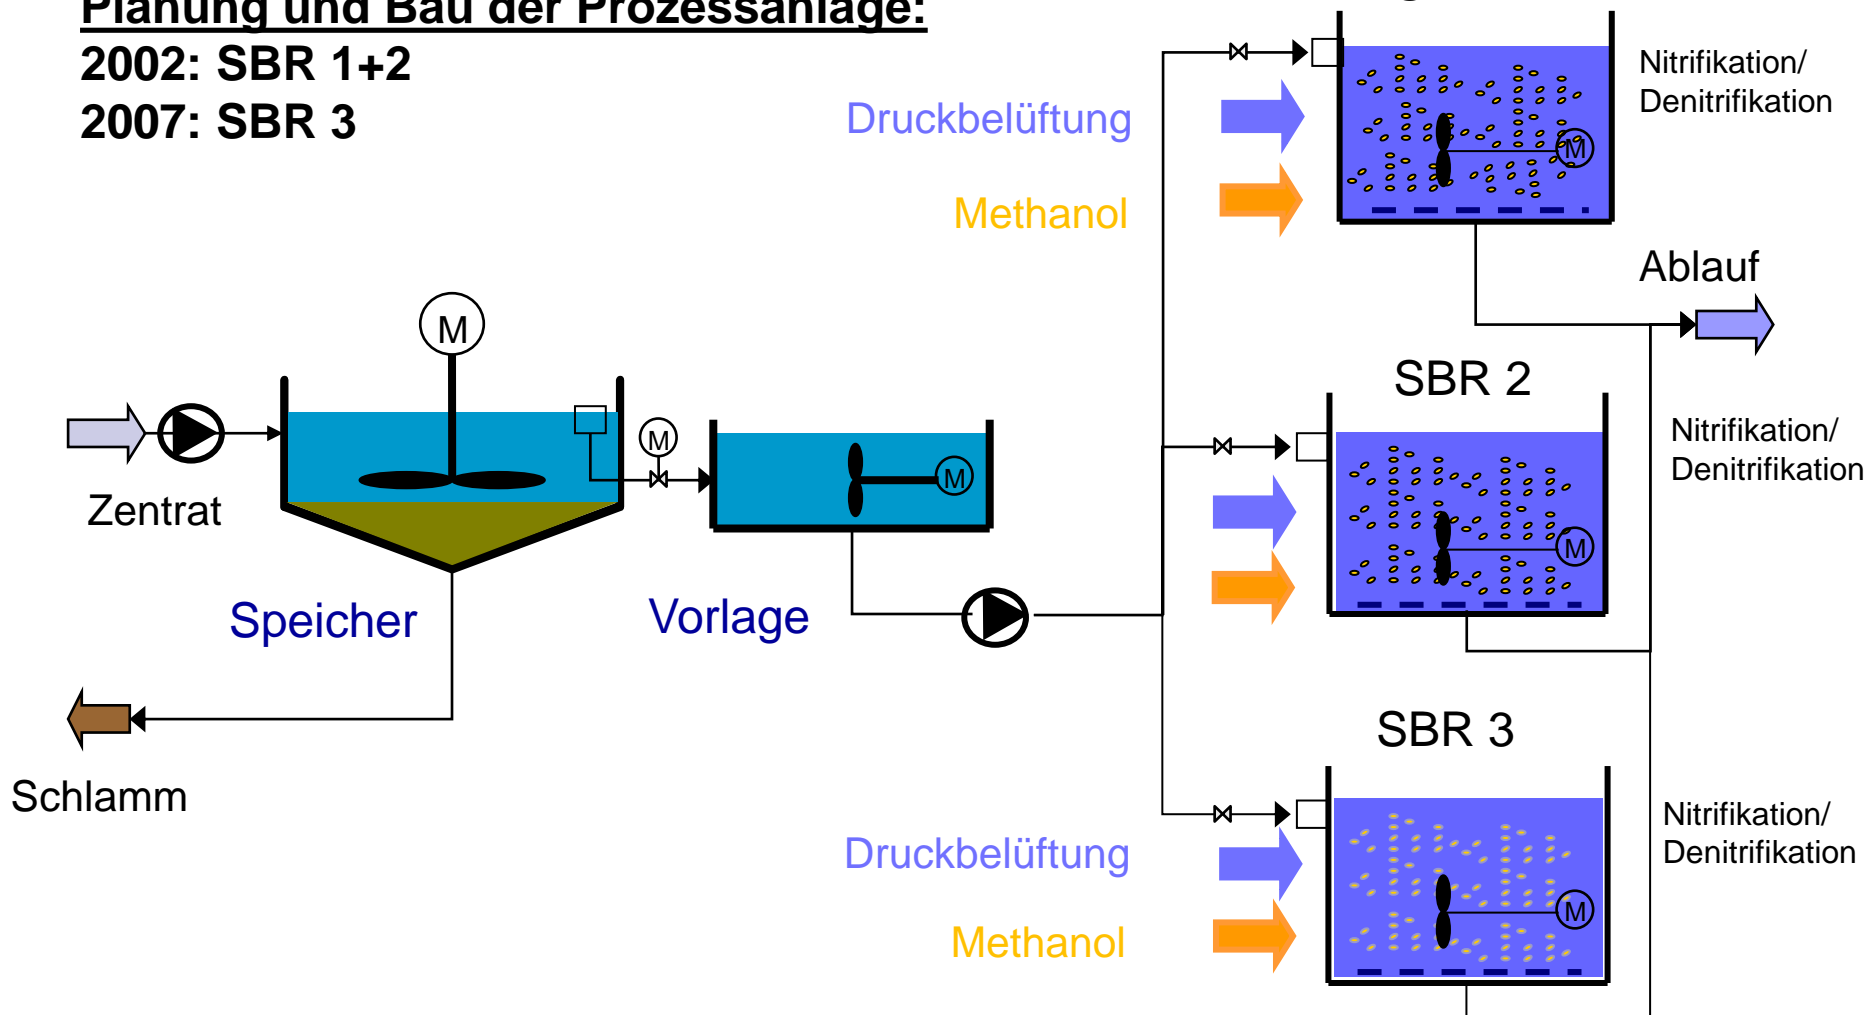 Planung und Bau der Prozessanlage:
2002: SBR 1+2
2007: SBR 3
Nitrifikation/
Denitrifikation
Druckbelüftung
M
Methanol
Ablauf
M
SBR 2
Nitrifikation/
Denitrifikation
M
M
Zentrat
M
Speicher
Vorlage
SBR 3
Schlamm
Nitrifikation/
Denitrifikation
Druckbelüftung
M
Methanol